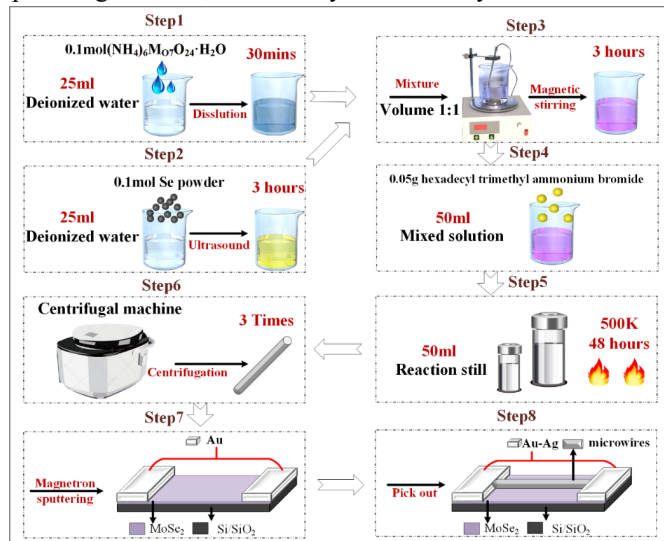 Step1
0.1mol(NH4)6MO7O24·H2O
30mins
25ml
Deionized water
Disslution
Step2
0.1mol Se powder
3 hours
25ml
Deionized water
Ultrasound
Step3
Mixture
Volume 1:1
Magnetic
stirring
3 hours
Step4
0.05g hexadecyl trimethyl ammonium bromide
50ml
Mixed solution
Step5
500K
48 hours
50ml
Reaction still
Step6
Centrifugal machine
3 Times
Centrifugation
Step7
Au
Magnetron
sputtering
MoSe2
Si/SiO2
Step8
Au-Ag
microwires
Pick out
MoSe2
Si/SiO2